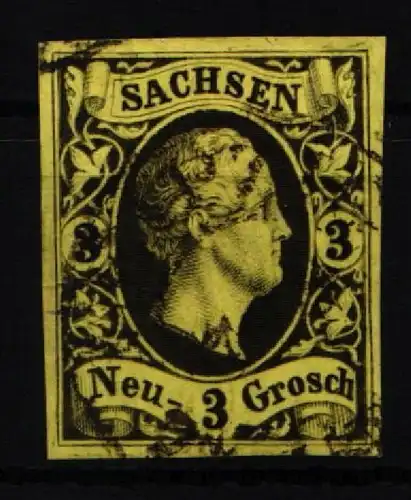 SACHSEN
3 3
Neu- 3 Grosch